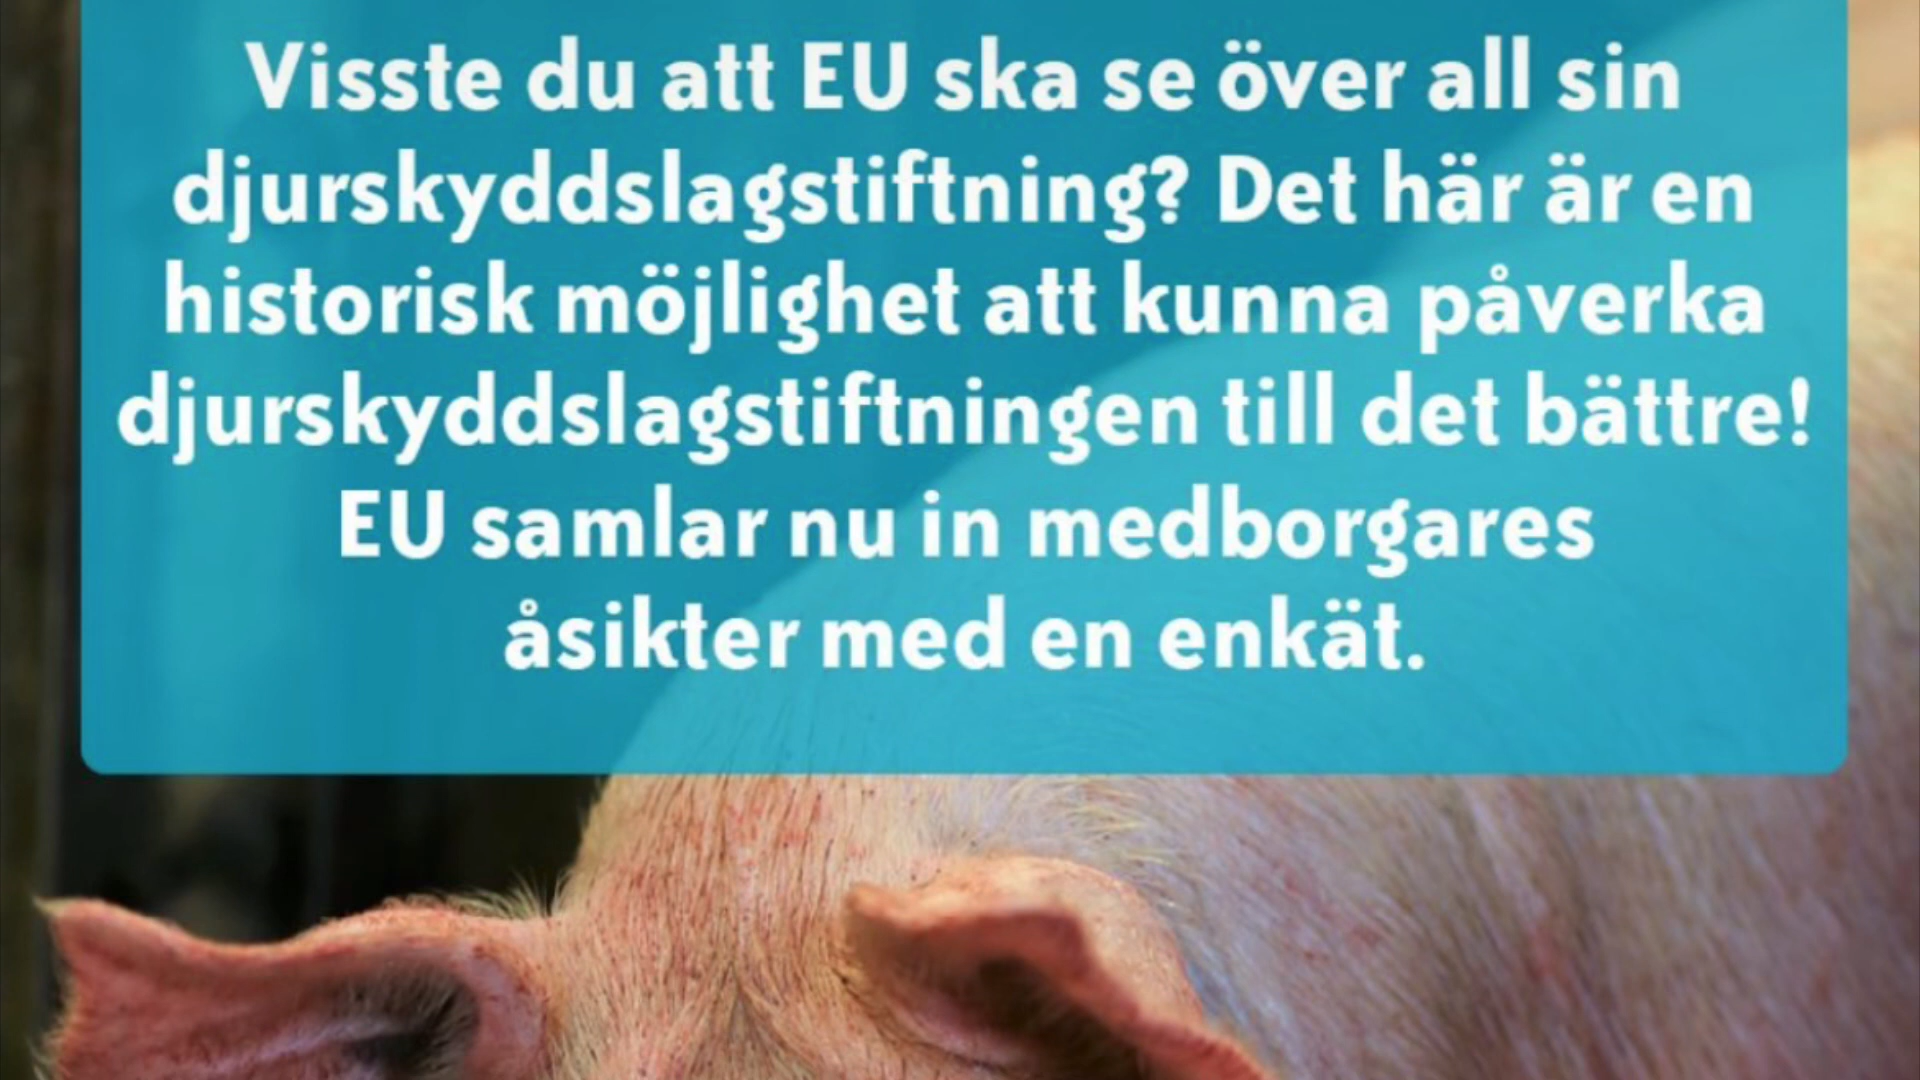 Visste du att EU ska se över all sin
djurskyddslagstiftning? Det här är en
historisk möjlighet att kunna påverka
djurskyddslagstiftningen till det bättre!
EU samlar nu in medborgares
åsikter med en enkät.